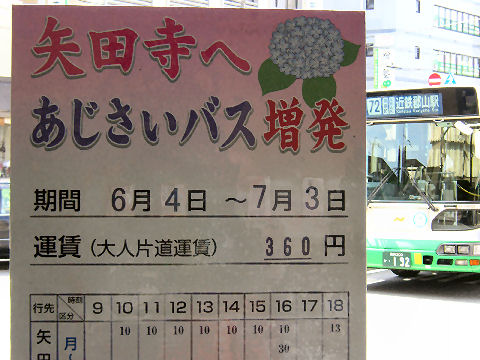 矢田寺へ
あじさいバス増発
期間 6月4日 ~7月3日
運賃(大人片道運賃) 360円
行先 時刻 区分 9 10 11 12 13 14 15 16 17 18
矢田 月~ 10 10 10 10 10 10 10 13
30
72 近鉄郡山駅
192